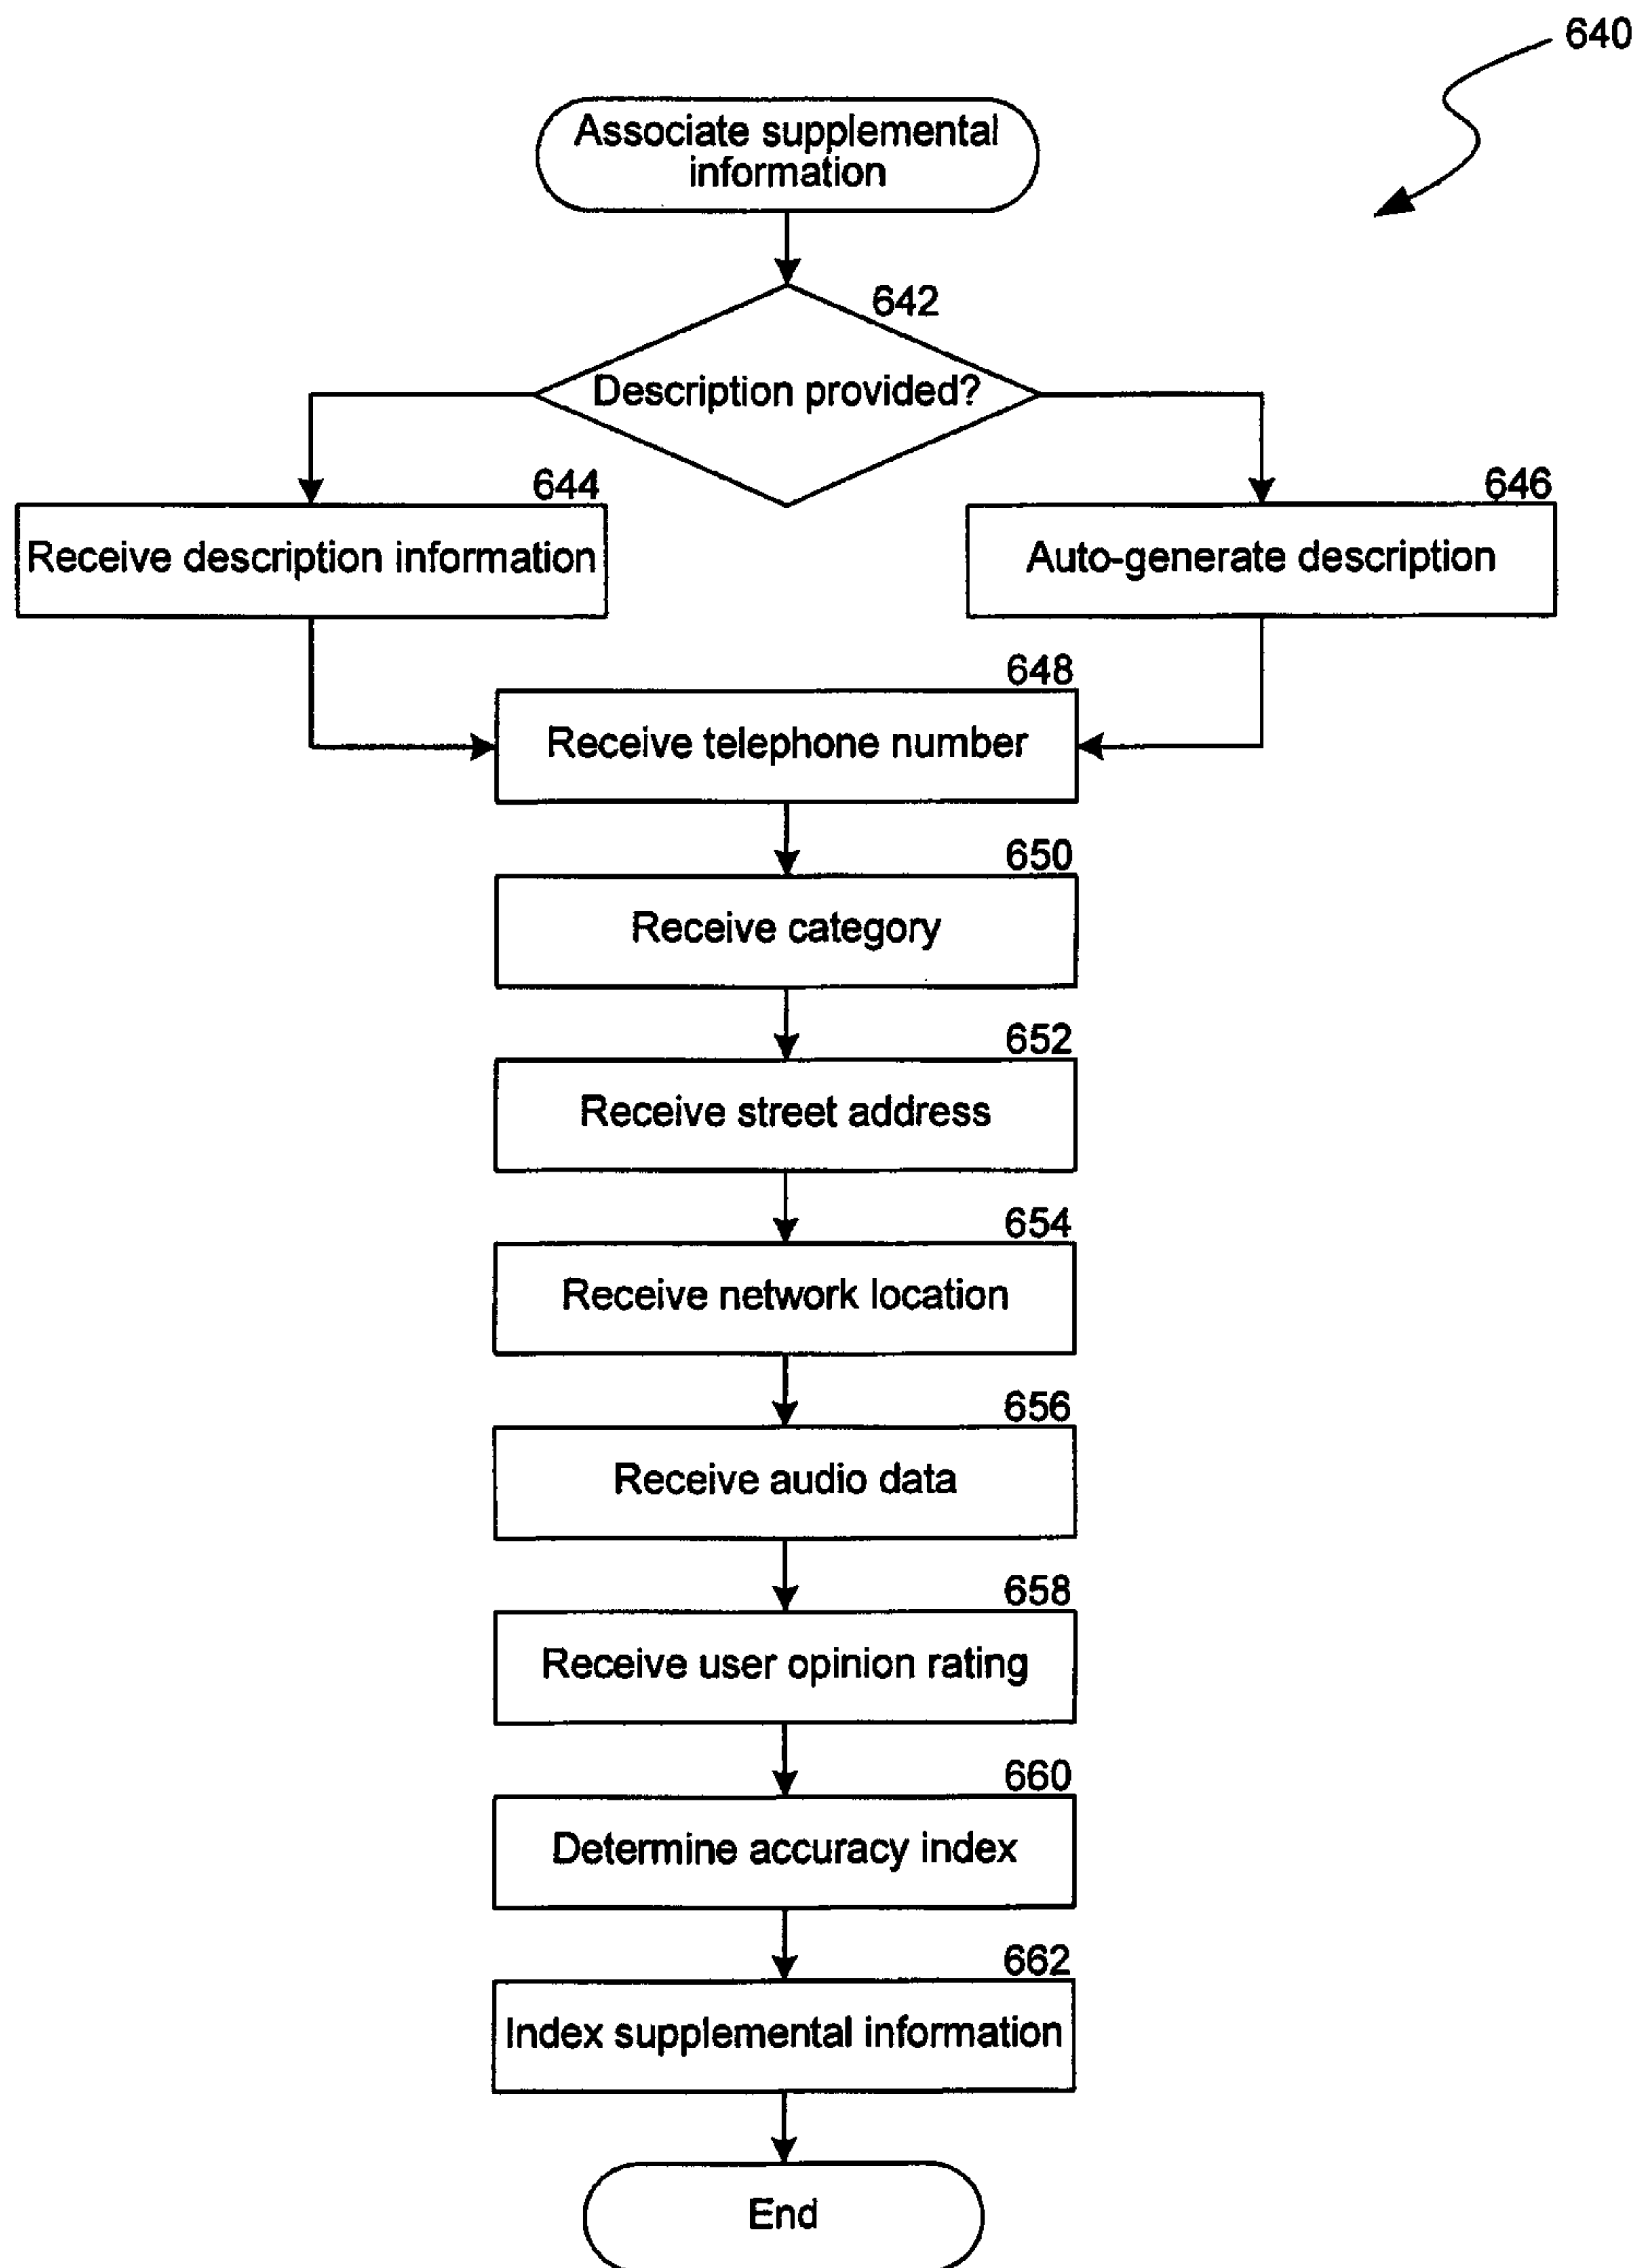 640
Associate supplemental
information
642
Description provided?
644
Receive description information
646
Auto-generate description
648
Receive telephone number
650
Receive category
652
Receive street address
654
Receive network location
656
Receive audio data
658
Receive user opinion rating
660
Determine accuracy index
662
Index supplemental information
End